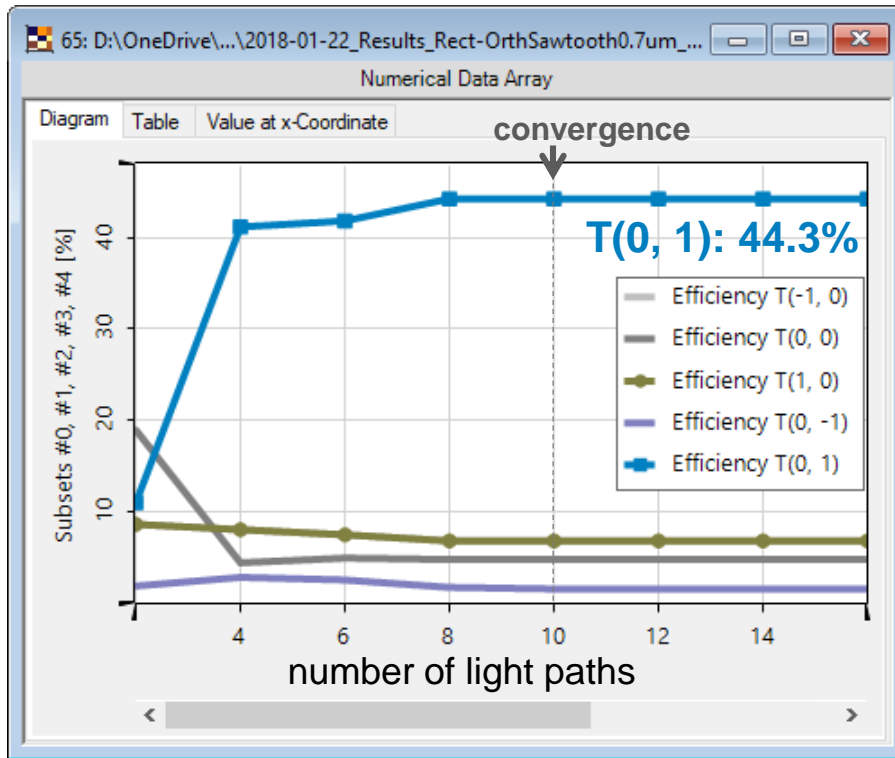 65: D:\OneDrive\...\2018-01-22_Results_Rect-OrthSawtooth0.7um_...
Numerical Data Array
Diagram Table Value at x-Coordinate
convergence
Subsets #0, #1, #2, #3, #4 [%]
40
30
20
10
T(0, 1): 44.3%
Efficiency T(-1, 0)
Efficiency T(0, 0)
Efficiency T(1, 0)
Efficiency T(0, -1)
Efficiency T(0, 1)
4 6 8 10 12 14
number of light paths